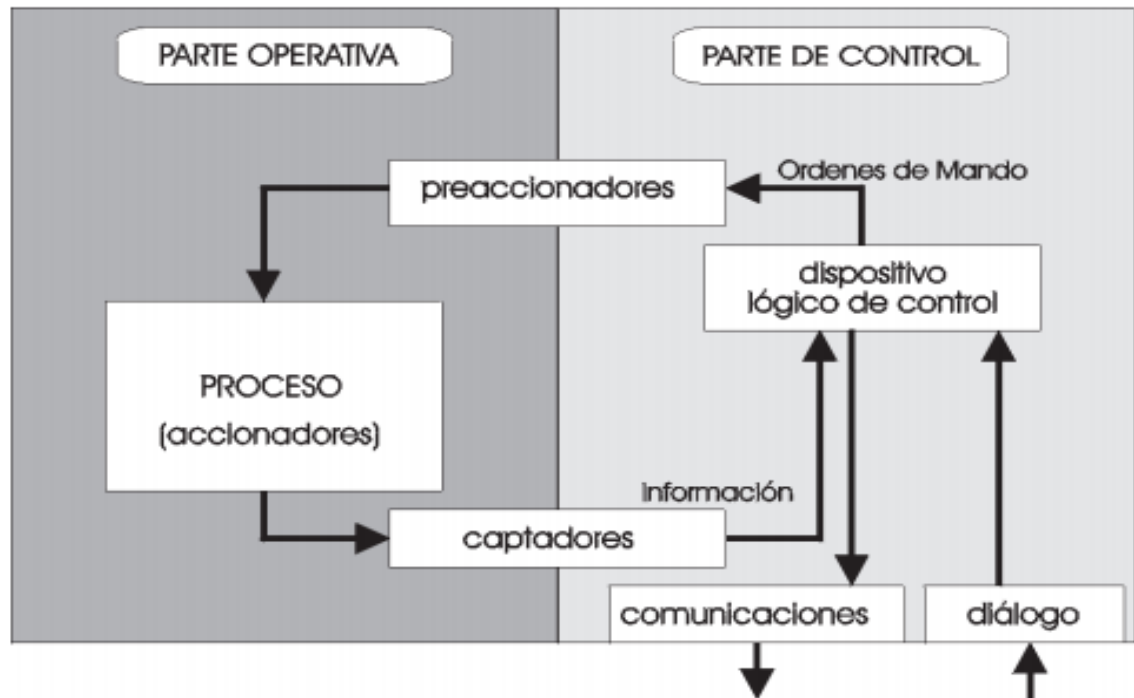 PARTE OPERATIVA
PARTE DE CONTROL
preaccionadores
Ordenes de Mando
dispositivo
lógico de control
PROCESO
(accionadores)
Información
captadores
comunicaciones
diálogo